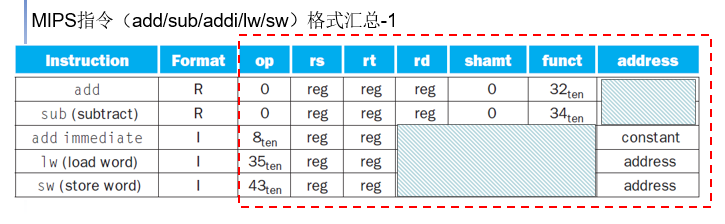 MIPS指令（add/sub/addi/lw/sw）格式汇总-1
Instruction Format op rs rt rd shamt funct address
add R 0 reg reg reg 0 32ten
sub (subtract) R 0 reg reg reg 0 34ten
add immediate I 8ten reg reg constant
lw (load word) I 35ten reg reg address
sw (store word) I 43ten reg reg address